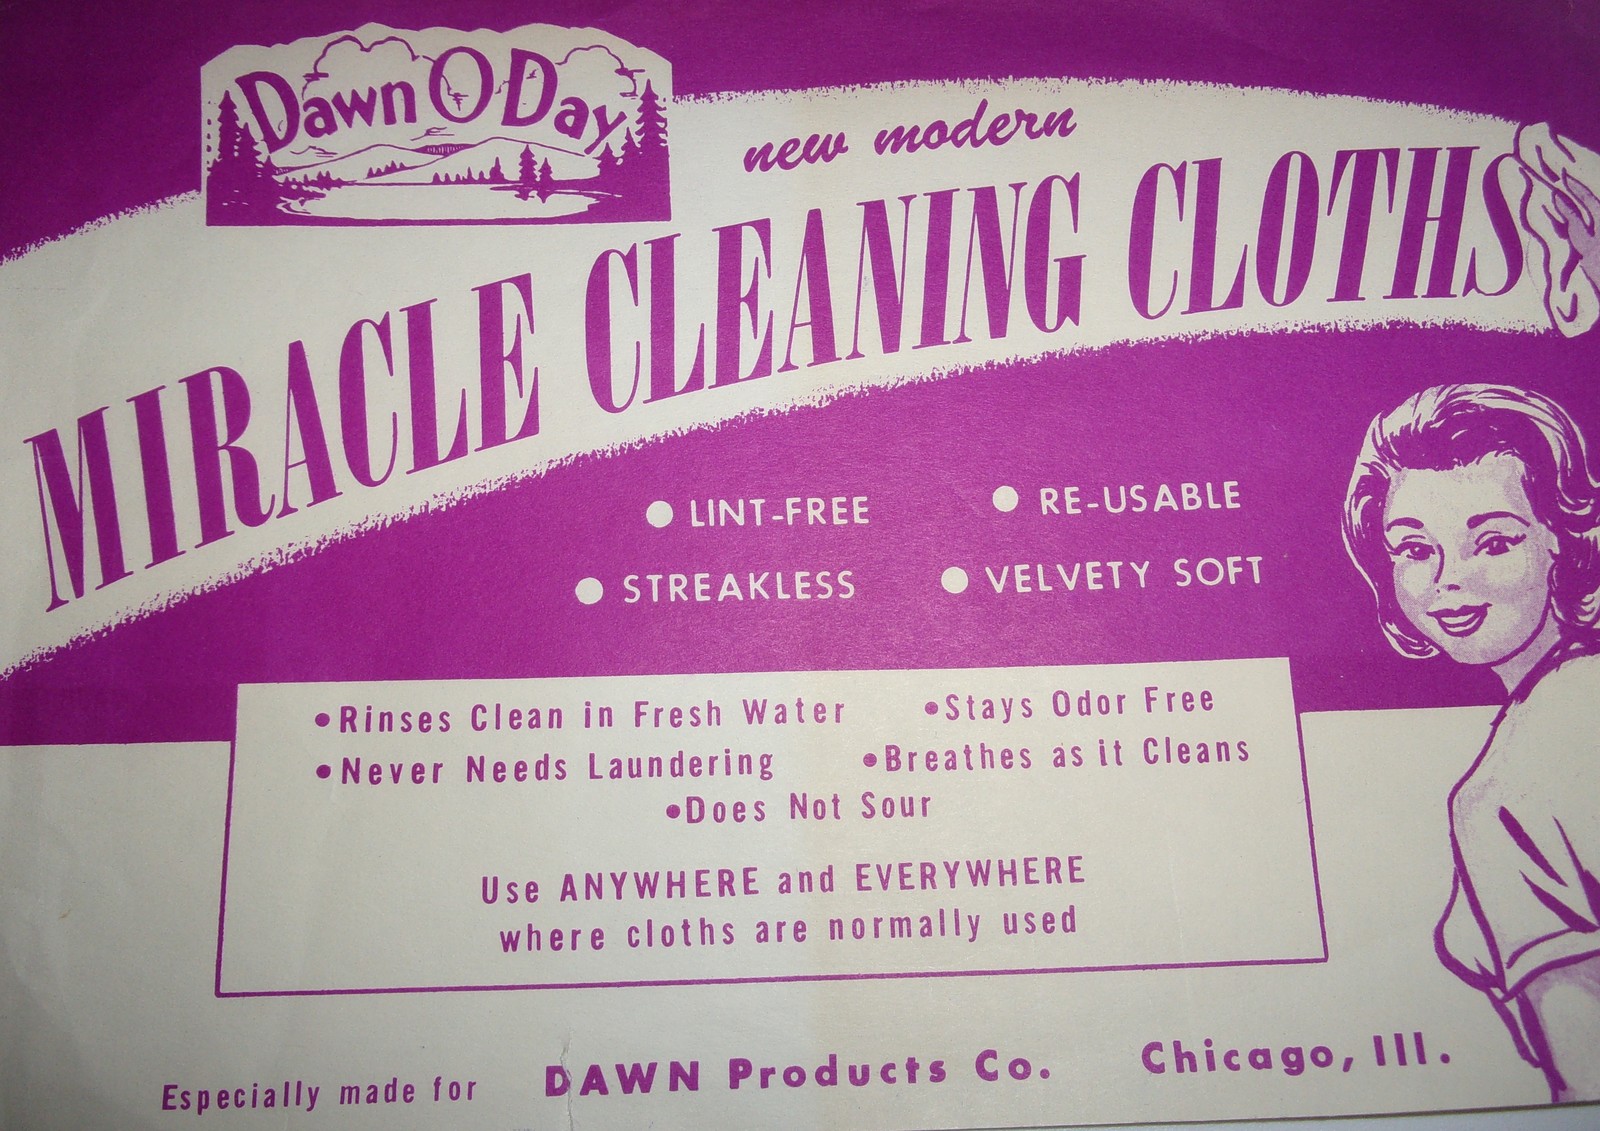 Dawn O Day
new modern
MIRACLE CLEANING CLOTHS
• LINT-FREE • RE-USABLE
• STREAKLESS • VELVETY SOFT
• Rinses Clean in Fresh Water • Stays Odor Free
• Never Needs Laundering • Breathes as it Cleans
• Does Not Sour
Use ANYWHERE and EVERYWHERE
where cloths are normally used
Especially made for DAWN Products Co. Chicago, Ill.